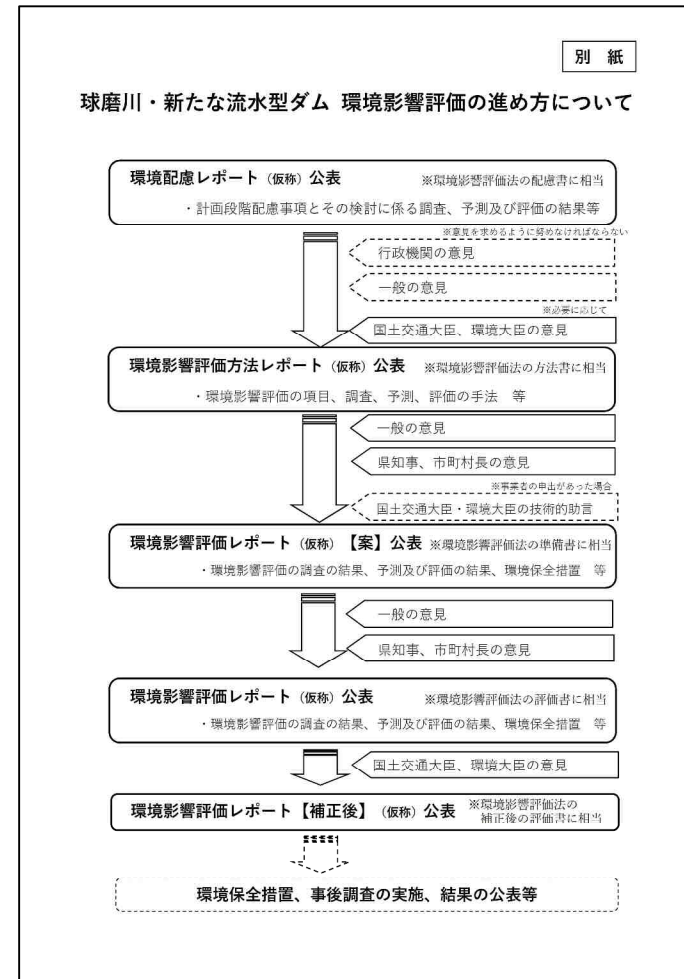 別 紙
球磨川・新たな流水型ダム 環境影響評価の進め方について
環境配慮レポート（仮称）公表 ※環境影響評価法の配慮書に相当
・計画段階配慮事項とその検討に係る調査、予測及び評価の結果等
※意見を求めるように努めなければならない
行政機関の意見
一般の意見
※必要に応じて
国土交通大臣、環境大臣の意見
環境影響評価方法レポート（仮称）公表 ※環境影響評価法の方法書に相当
・環境影響評価の項目、調査、予測、評価の手法 等
一般の意見
県知事、市町村長の意見
※事業者の申出があった場合
国土交通大臣・環境大臣の技術的助言
環境影響評価レポート（仮称）【案】公表 ※環境影響評価法の準備書に相当
・環境影響評価の調査の結果、予測及び評価の結果、環境保全措置 等
一般の意見
県知事、市町村長の意見
環境影響評価レポート（仮称）公表 ※環境影響評価法の評価書に相当
・環境影響評価の調査の結果、予測及び評価の結果、環境保全措置 等
国土交通大臣、環境大臣の意見
環境影響評価レポート【補正後】（仮称）公表 ※環境影響評価法の
補正後の評価書に相当
環境保全措置、事後調査の実施、結果の公表等